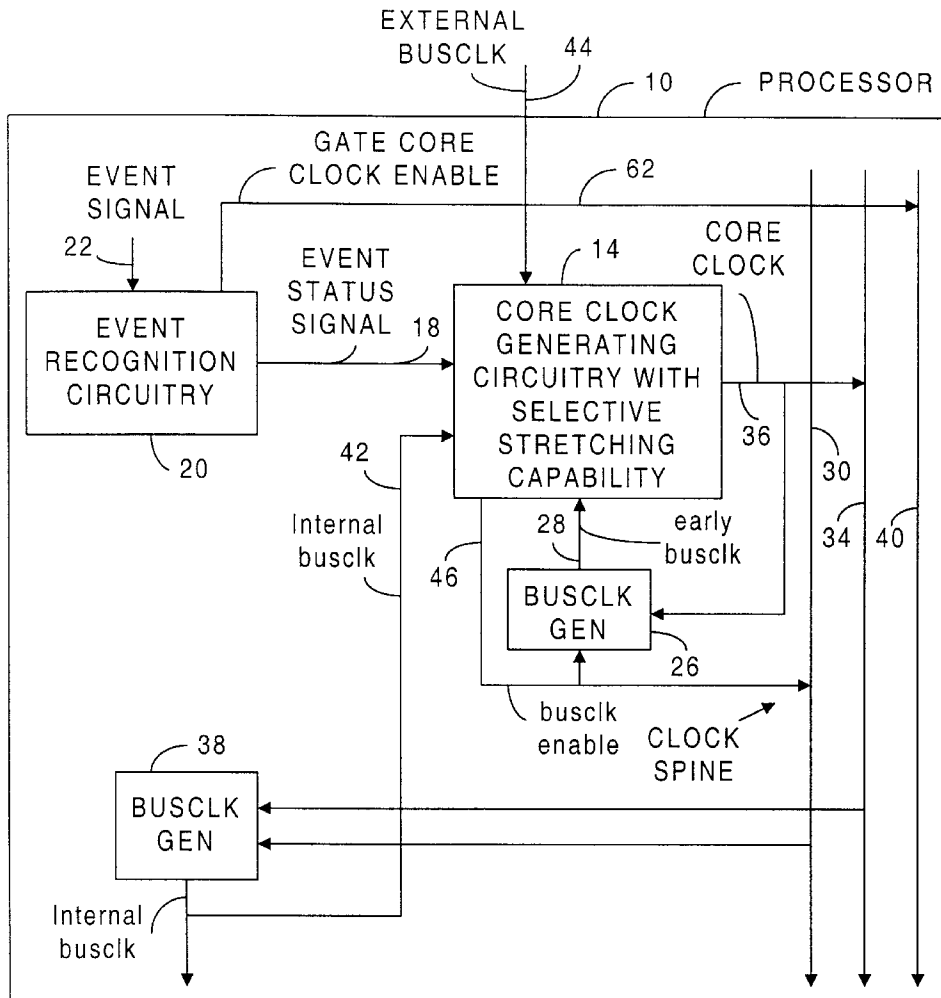 EXTERNAL
BUSCLK
44
10
PROCESSOR
GATE CORE
CLOCK ENABLE
62
EVENT
SIGNAL
22
EVENT
STATUS
SIGNAL
18
14
CORE
CLOCK
EVENT
RECOGNITION
CIRCUITRY
20
CORE CLOCK
GENERATING
CIRCUITRY WITH
SELECTIVE
STRETCHING
CAPABILITY
36
30
34
40
42
Internal
busclk
46
28
early
busclk
BUSCLK
GEN
26
busclk
enable
CLOCK
SPINE
38
BUSCLK
GEN
Internal
busclk